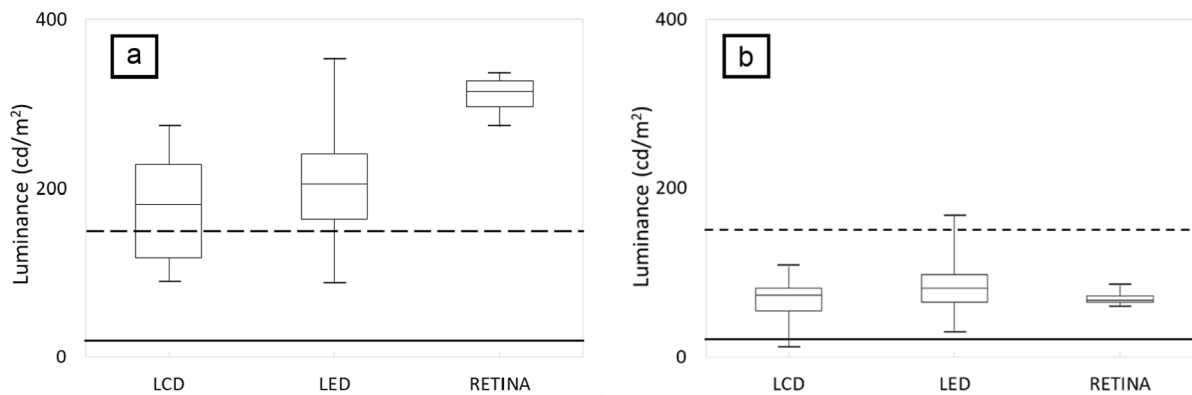 a
400
200
0
Luminance (cd/m²)
LCD LED RETINA
b
400
200
0
Luminance (cd/m²)
LCD LED RETINA